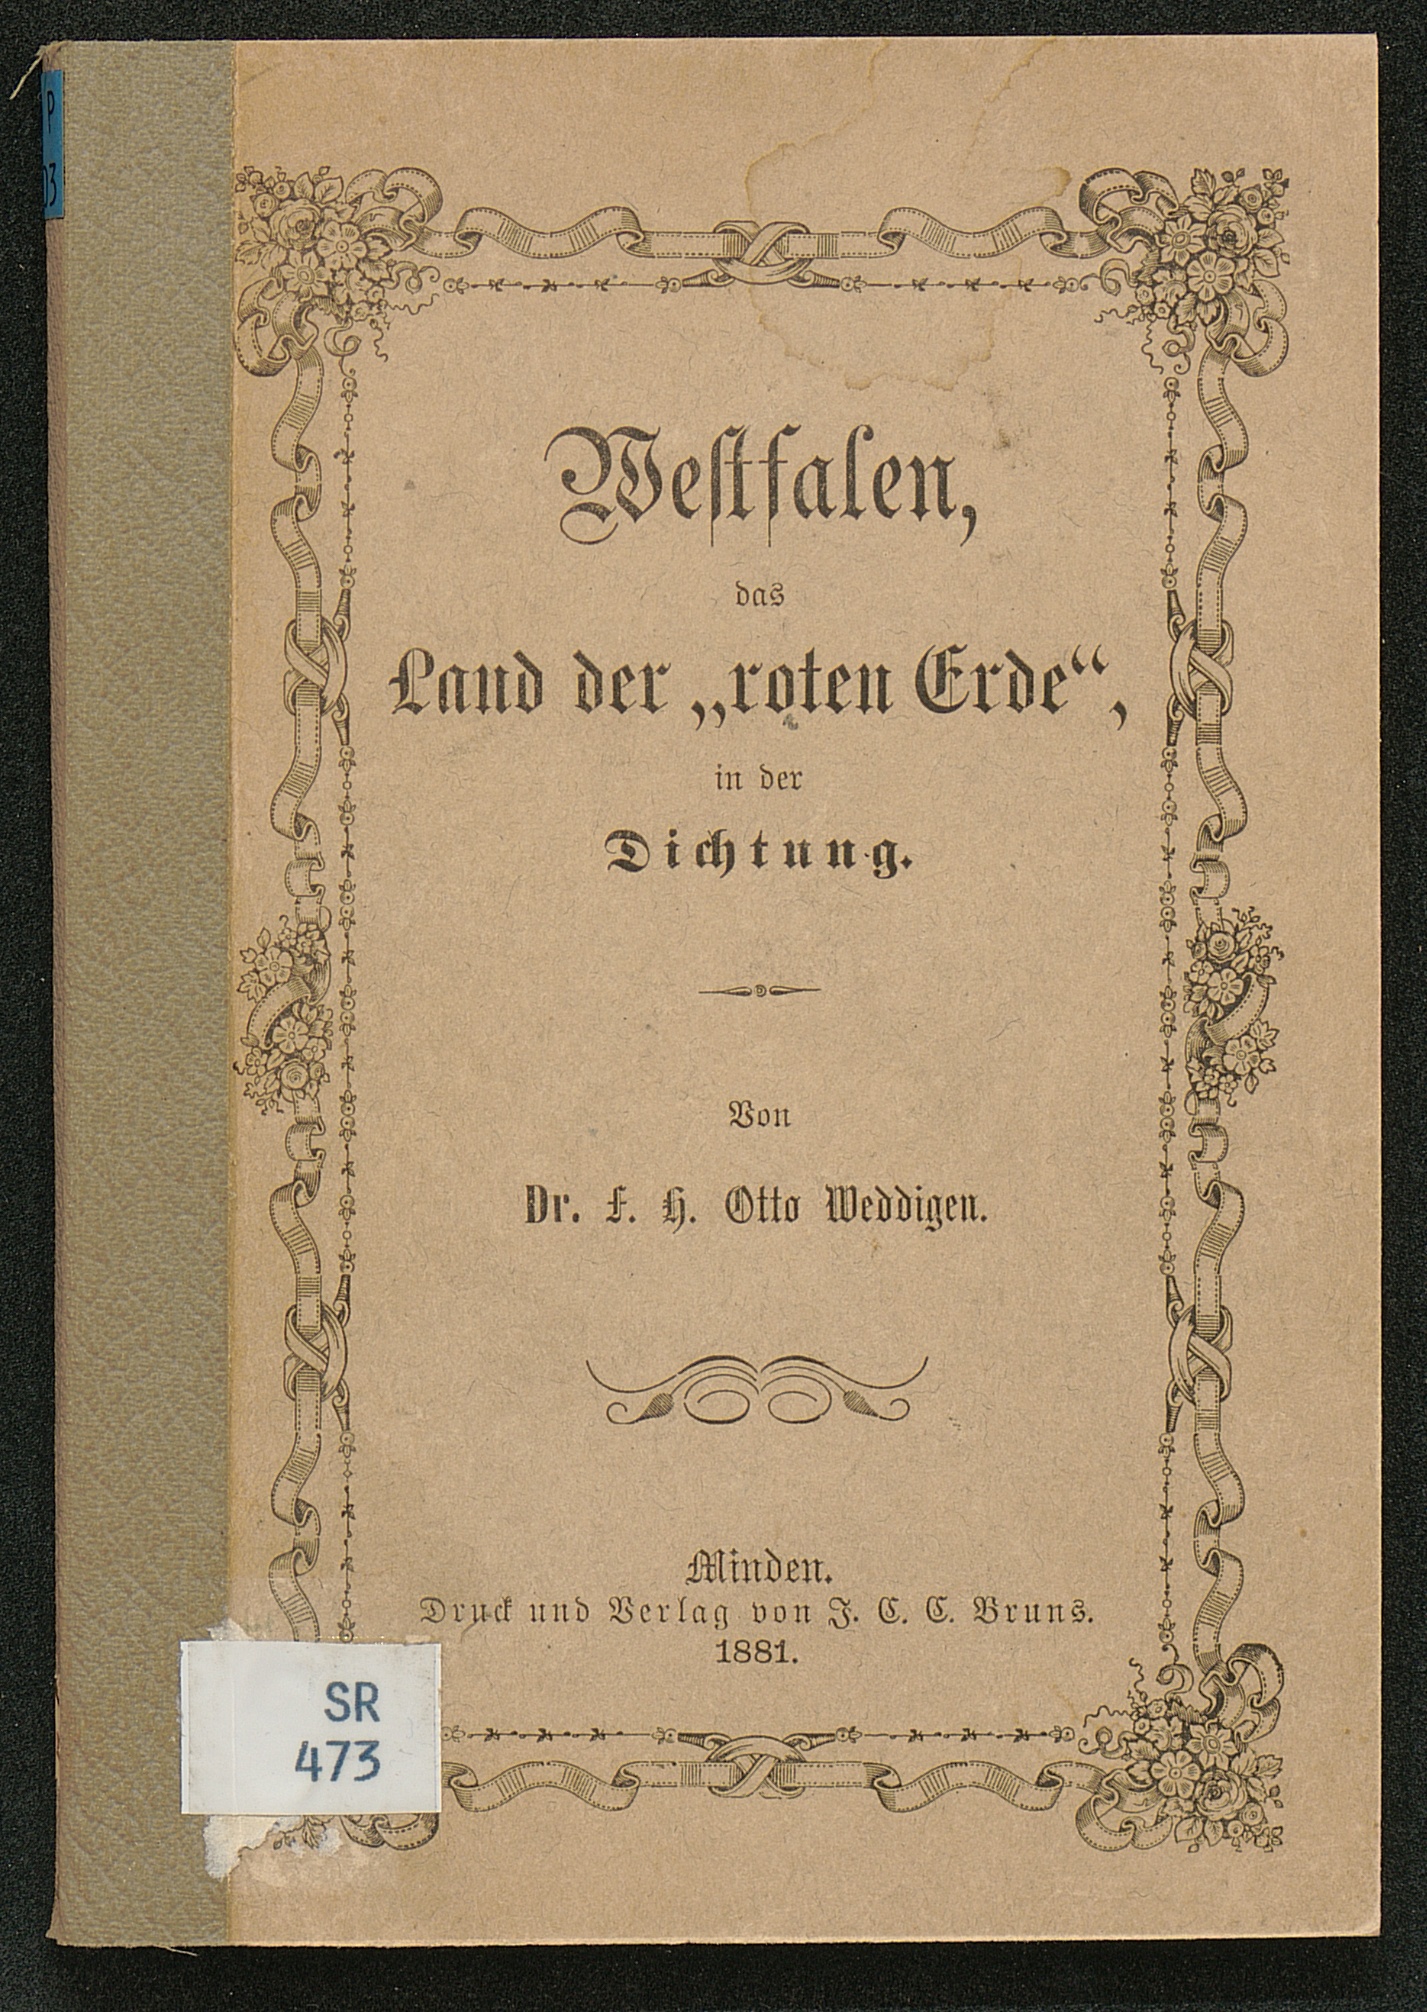 P
03
Westfalen,
das
Land der „roten Erde“,
in der
Dichtung.
Von
Dr. F. H. Otto Weddigen.
Minden.
Druck und Verlag von J. C. C. Bruns.
1881.
SR
473